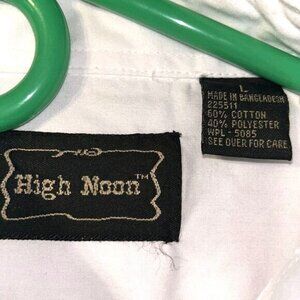 High Noon™
L
MADE IN BANGLADESH
225511
60% COTTON
40% POLYESTER
WPL - 5085
SEE OVER FOR CARE